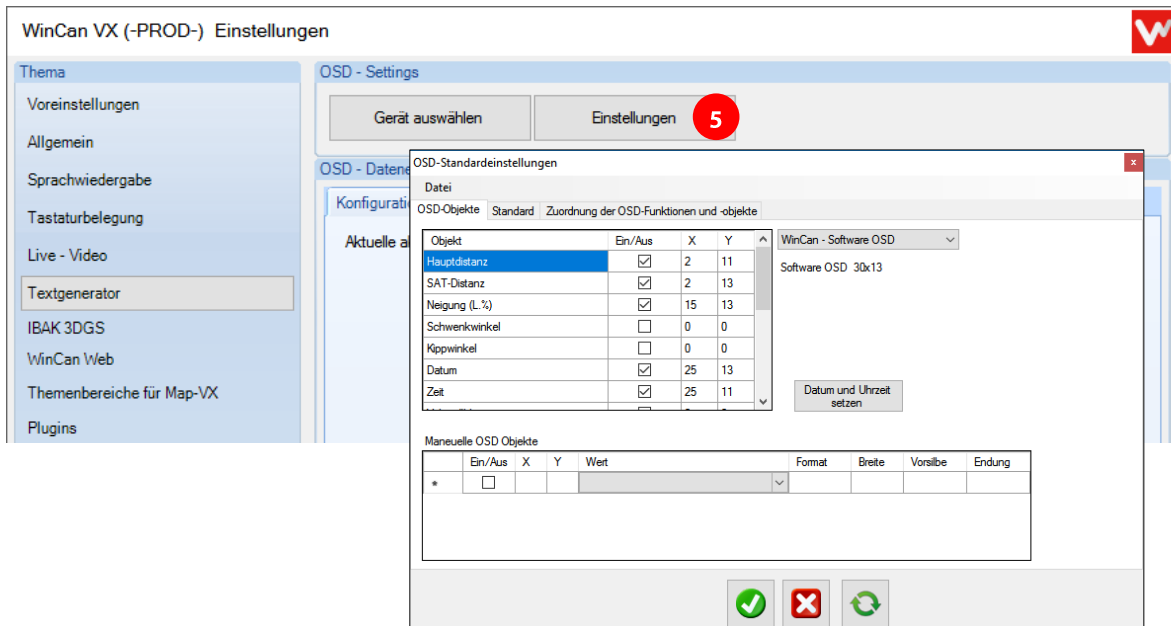 WinCan VX (-PROD-) Einstellungen
Thema
Voreinstellungen
Allgemein
Sprachwiedergabe
Tastaturbelegung
Live - Video
Textgenerator
IBAK 3DGS
WinCan Web
Themenbereiche für Map-VX
Plugins
OSD - Settings
Gerät auswählen
Einstellungen
5
OSD -
OSD-Standardeinstellungen
x
Datei
OSD-Objekte Standard Zuordnung der OSD-Funktionen und -objekte
Objekt Ein/Aus X Y
Hauptdistanz 2 11
SAT-Distanz 2 13
Neigung (L.%) 15 13
Schwenkwinkel 0 0
Kippwinkel 0 0
Datum 25 13
Zeit 25 11
WinCan - Software OSD
Software OSD 30x13
Datum und Uhrzeit
setzen
Maneuelle OSD Objekte
Ein/Aus X Y Wert Format Breite Vorsilbe Endung
*
Aktuelle